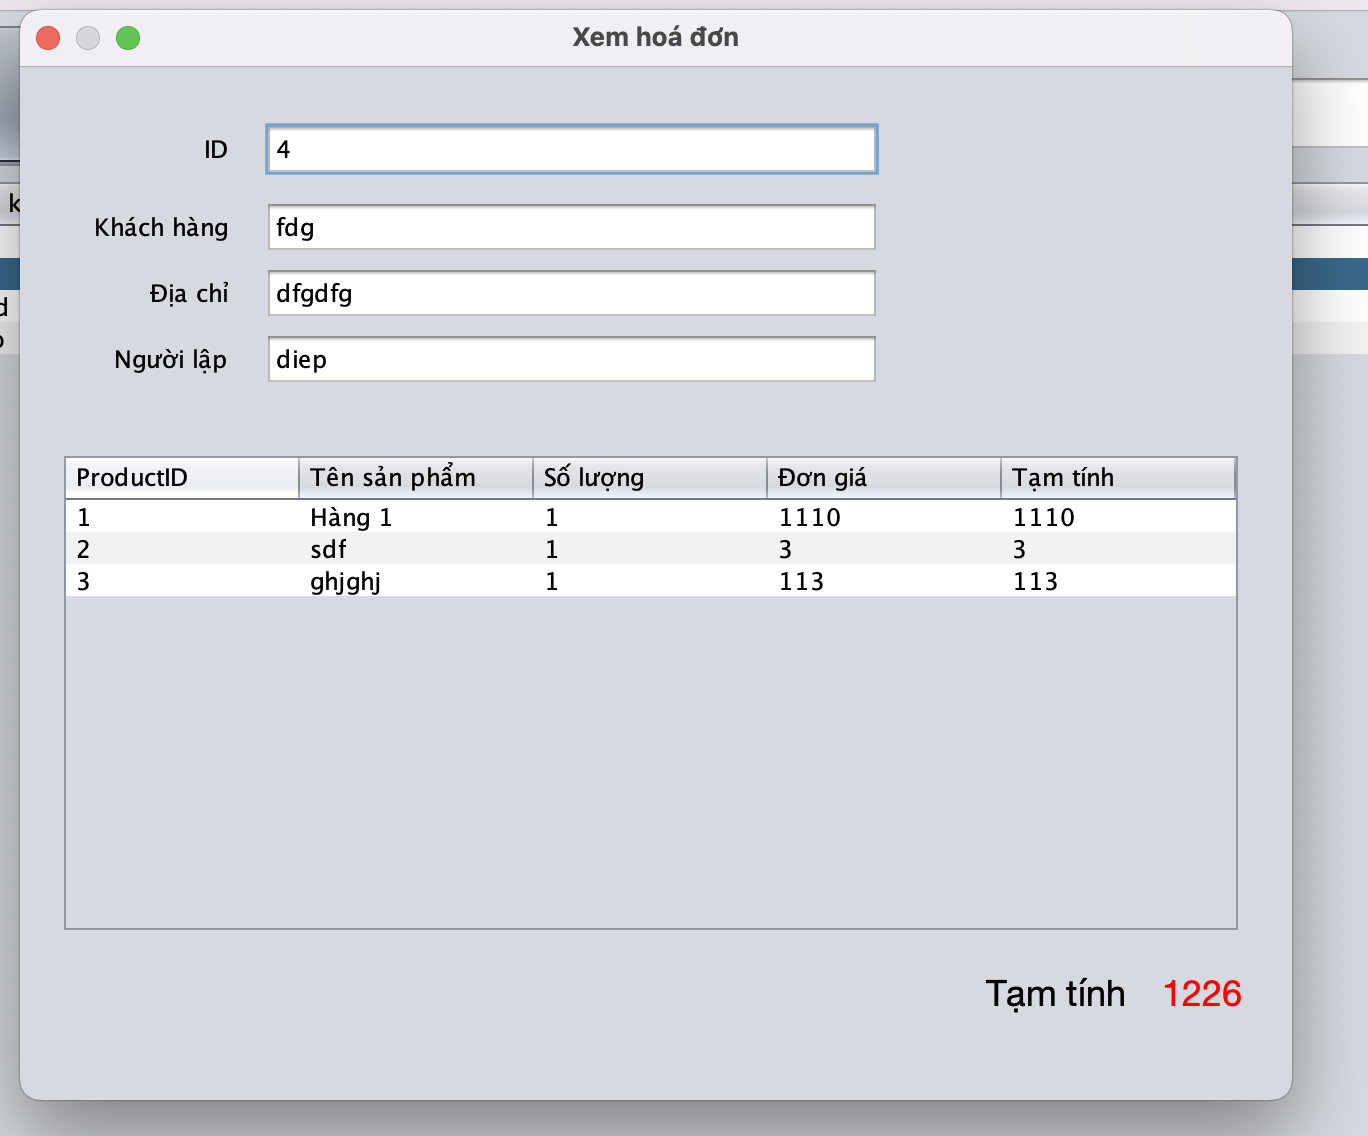 Xem hoá đơn
ID 4
k
Khách hàng fdg
Địa chỉ dfgdfg
d
Người lập diep
ProductID Tên sản phẩm Số lượng Đơn giá Tạm tính
1 Hàng 1 1 1110 1110
2 sdf 1 3 3
3 ghjghj 1 113 113
Tạm tính 1226